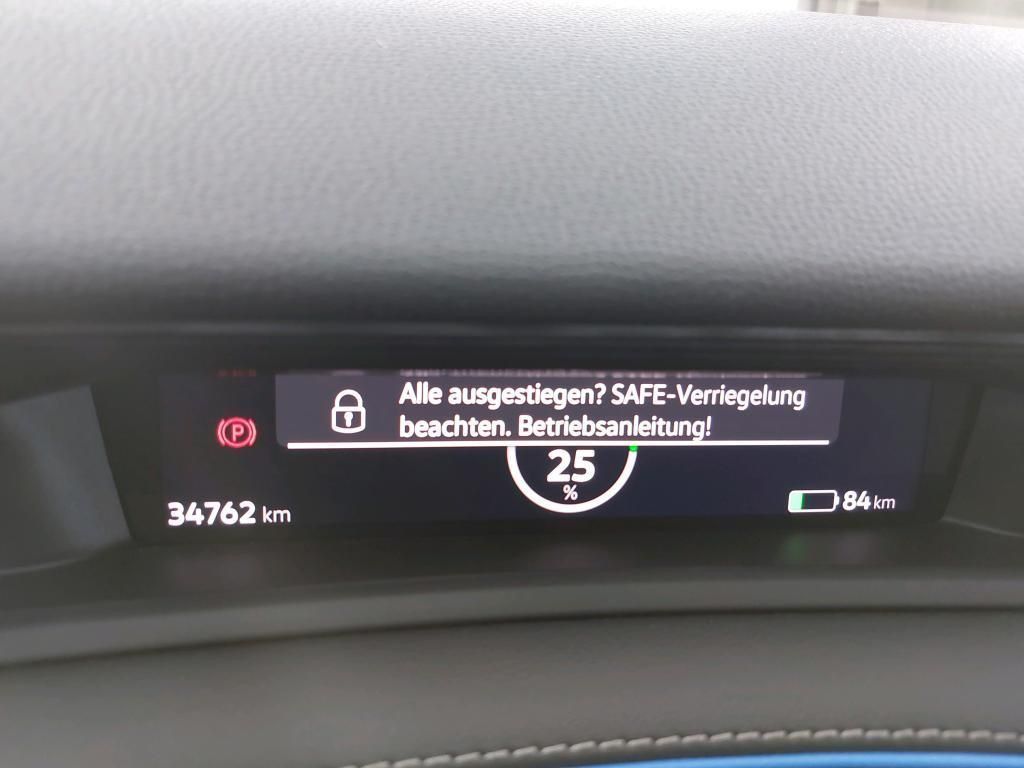 Alle ausgestiegen? SAFE-Verriegelung
beachten. Betriebsanleitung!
P
25
%
34762 km
84 km